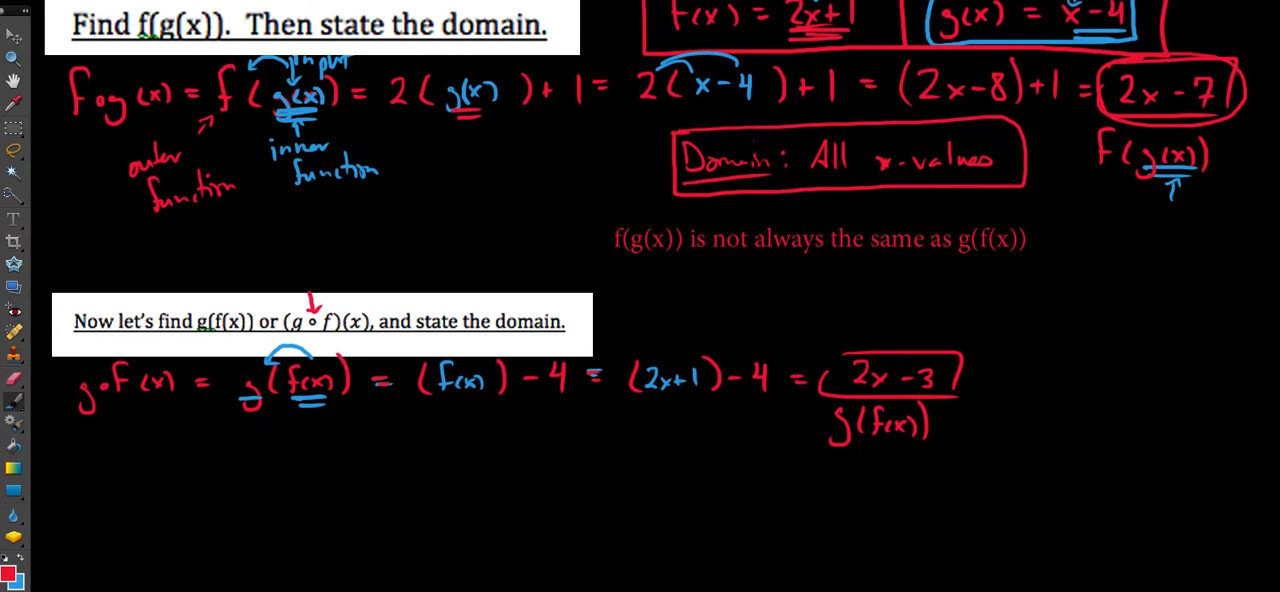 f(x) = 2x+1 g(x) = x-4
Find f(g(x)). Then state the domain.
input
fog(x) = f(g(x)) = 2(g(x))+1 = 2(x-4)+1 = (2x-8)+1 = 2x-7
outer function
inner function
Domain: All x-values
f(g(x))
f(g(x)) is not always the same as g(f(x))
Now let's find g(f(x)) or (g ∘ f)(x), and state the domain.
g∘f(x) = g(f(x)) = (f(x))-4 = (2x+1)-4 = 2x-3
g(f(x))